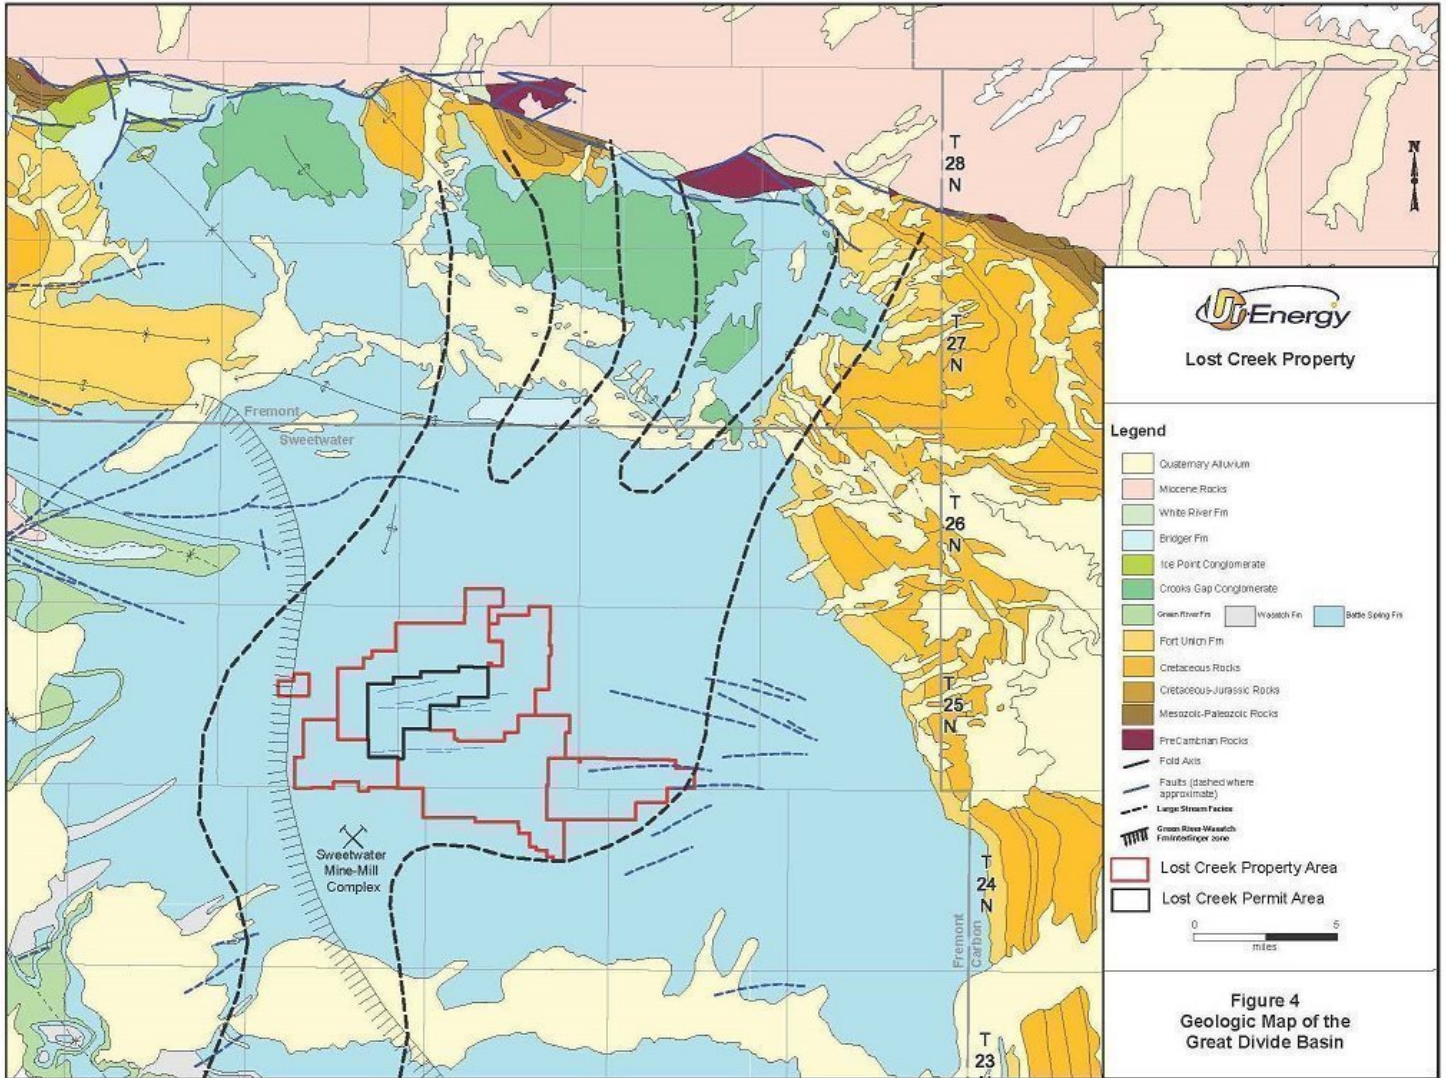 T
28
N
N
T
27
N
Fremont
Sweetwater
T
26
N
T
25
N
Sweetwater
Mine-Mill
Complex
T
24
N
Fremont
Carbon
T
23
UrEnergy
Lost Creek Property
Legend
Quaternary Alluvium
Miocene Rocks
White River Fm
Bridger Fm
Ice Point Conglomerate
Crooks Gap Conglomerate
Green River Fm Wasatch Fm Battle Spring Fm
Fort Union Fm
Cretaceous Rocks
Cretaceous-Jurassic Rocks
Mesozoic-Paleozoic Rocks
PreCambrian Rocks
Fold Axis
Faults (dashed where
approximate)
Large Stream Facies
Green River-Wasatch
Fm Interfinger zone
Lost Creek Property Area
Lost Creek Permit Area
0 5
miles
Figure 4
Geologic Map of the
Great Divide Basin